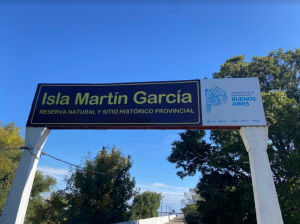 Isla Martín García
RESERVA NATURAL Y SITIO HISTÓRICO PROVINCIAL
BUENOS
AIRES